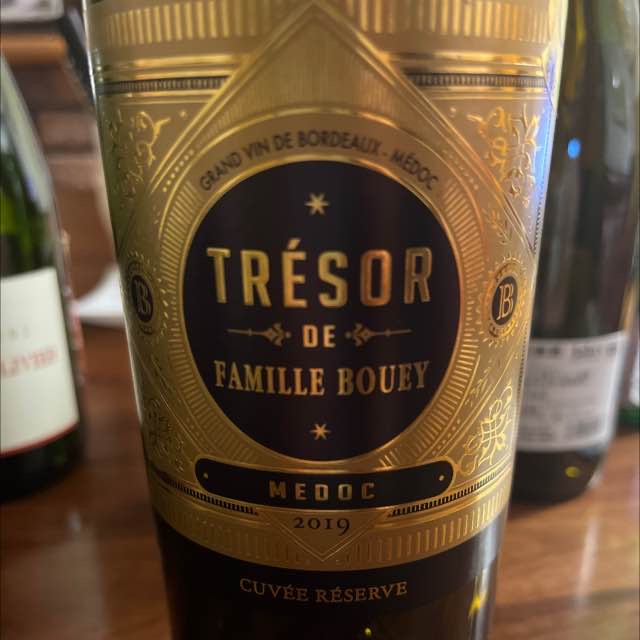 GRAND VIN DE BORDEAUX - MÉDOC
TRÉSOR
DE
FAMILLE BOUEY
B
B
MEDOC
2019
CUVÉE RÉSERVE